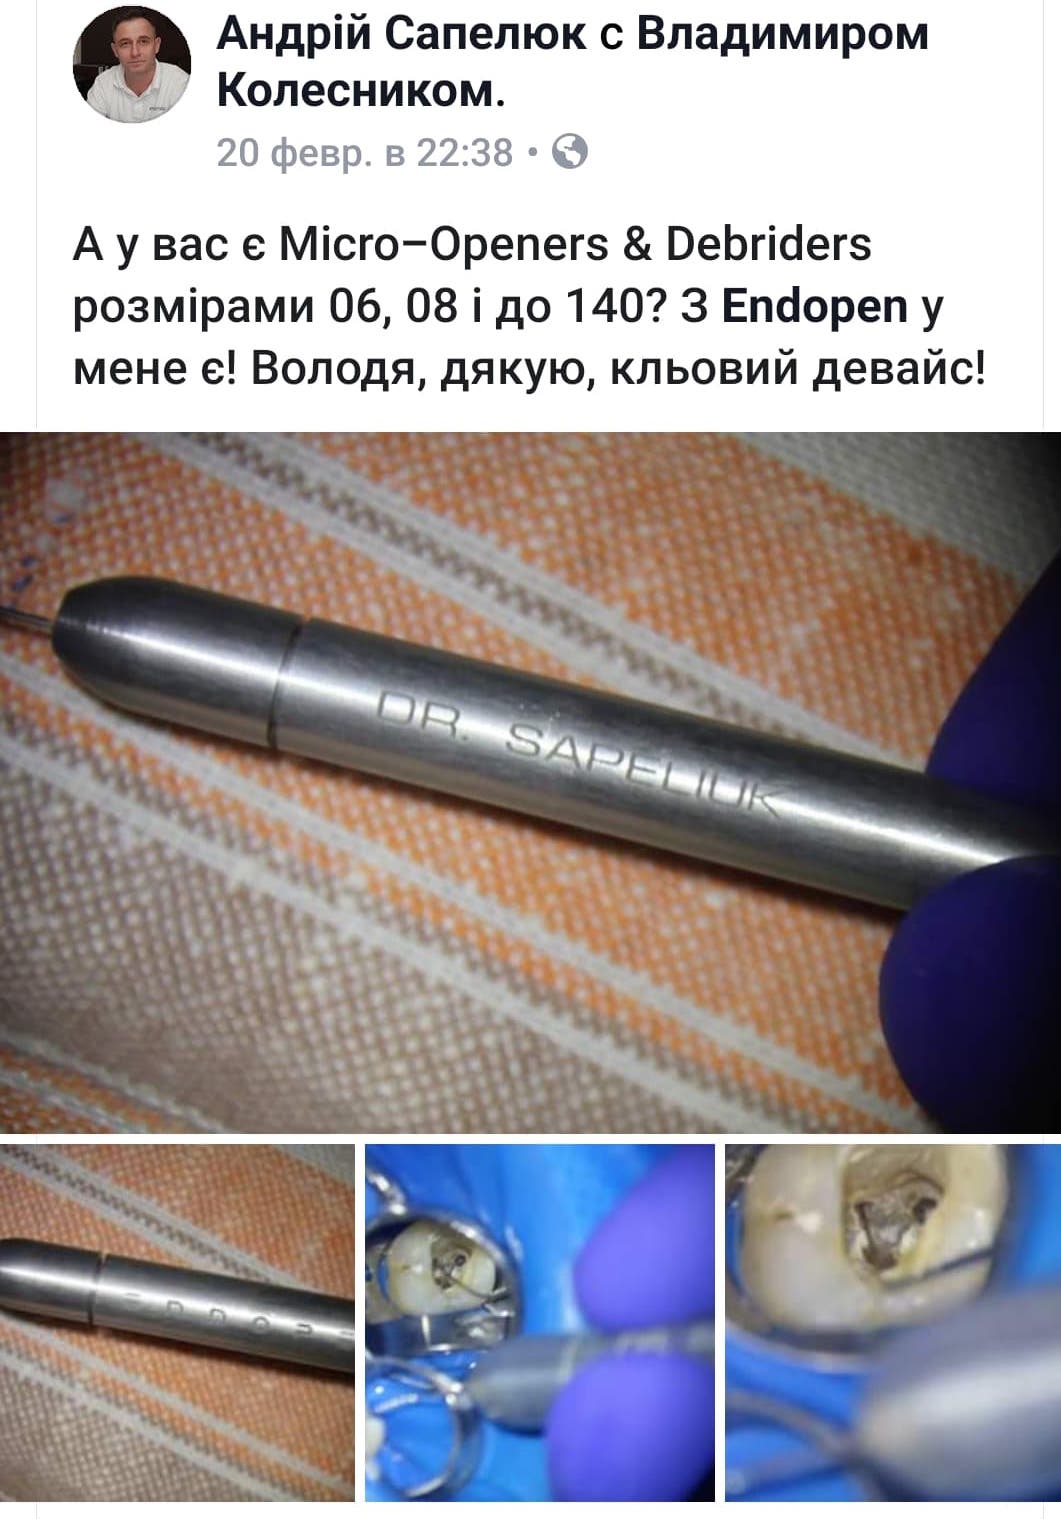 Андрій Сапелюк с Владимиром
Колесником.
20 февр. в 22:38 •
А у вас є Micro–Openers & Debriders
розмірами 06, 08 і до 140? З Endopen у
мене є! Володя, дякую, кльовий девайс!
DR. SAPELIUK